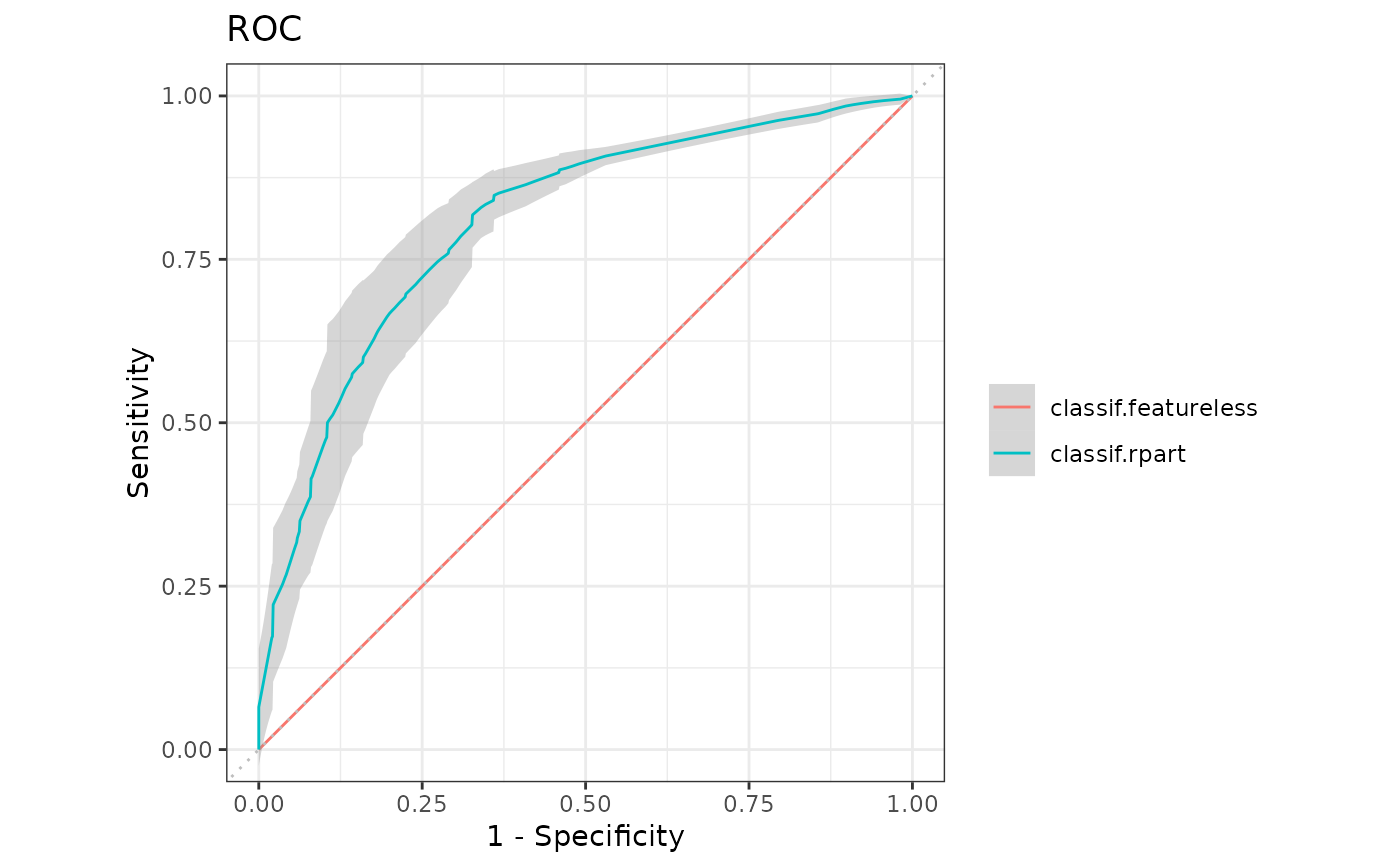 ROC
1.00
0.75
0.50
0.25
0.00
Sensitivity
0.00 0.25 0.50 0.75 1.00
1 - Specificity
classif.featureless
classif.rpart